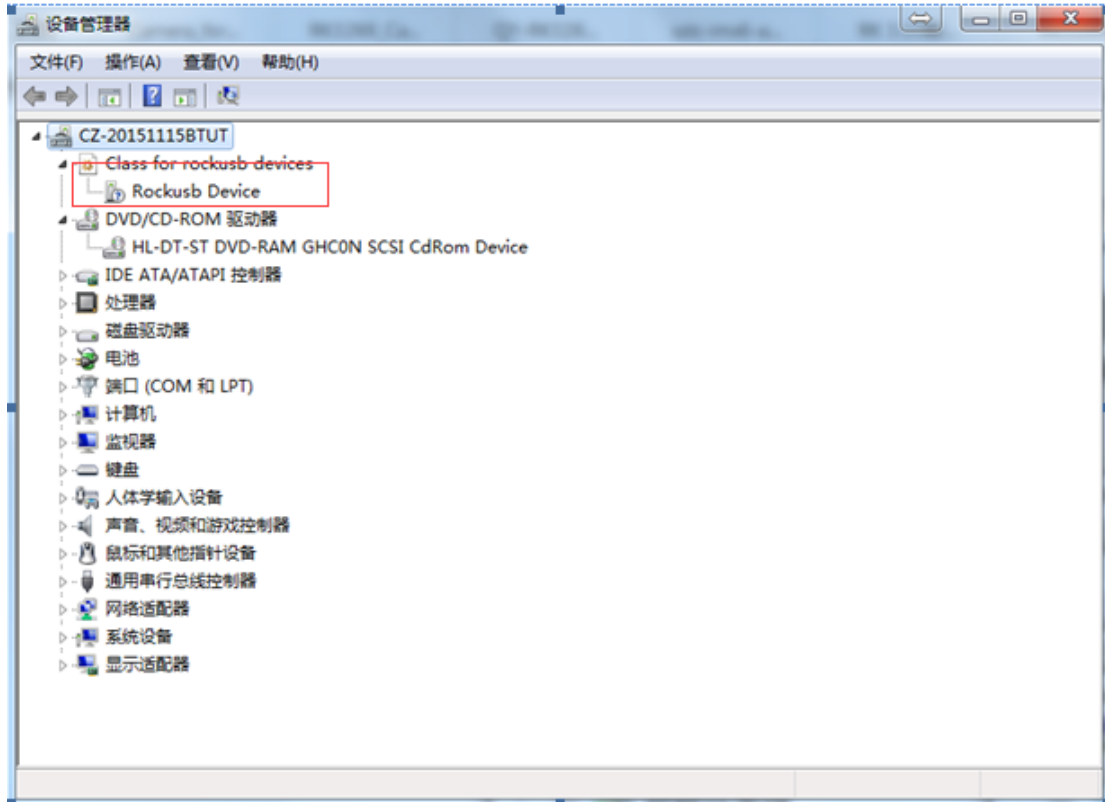 设备管理器
文件(F) 操作(A) 查看(V) 帮助(H)
CZ-20151115BTUT
Class for rockusb devices
Rockusb Device
DVD/CD-ROM 驱动器
HL-DT-ST DVD-RAM GHC0N SCSI CdRom Device
IDE ATA/ATAPI 控制器
处理器
磁盘驱动器
电池
端口 (COM 和 LPT)
计算机
监视器
键盘
人体学输入设备
声音、视频和游戏控制器
鼠标和其他指针设备
通用串行总线控制器
网络适配器
系统设备
显示适配器